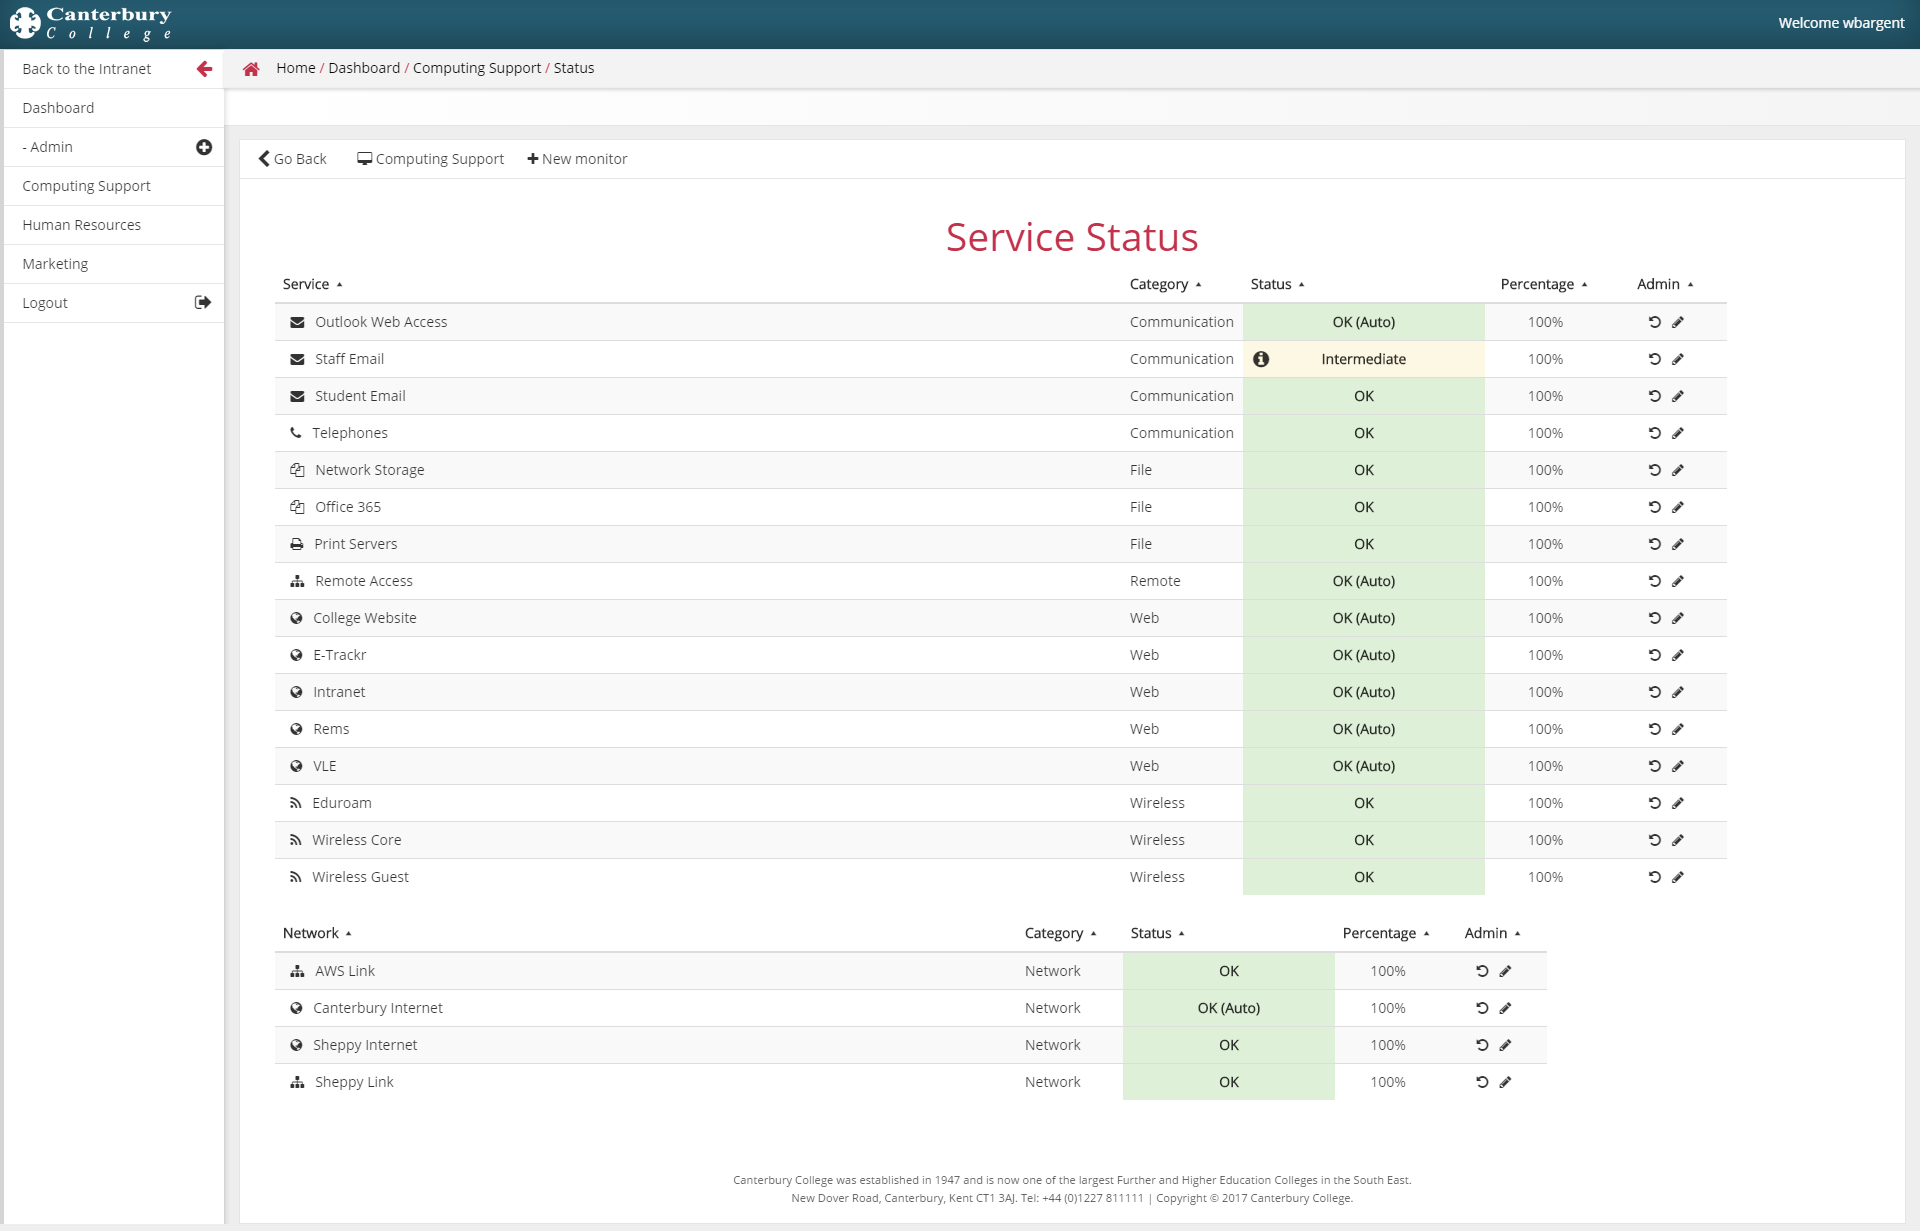 Canterbury
College
Welcome wbargent
Back to the Intranet
Dashboard
- Admin
Computing Support
Human Resources
Marketing
Logout
Home / Dashboard / Computing Support / Status
Go Back Computing Support New monitor
Service Status
Service Category Status Percentage Admin
Outlook Web Access Communication OK (Auto) 100%
Staff Email Communication Intermediate 100%
Student Email Communication OK 100%
Telephones Communication OK 100%
Network Storage File OK 100%
Office 365 File OK 100%
Print Servers File OK 100%
Remote Access Remote OK (Auto) 100%
College Website Web OK (Auto) 100%
E-Trackr Web OK (Auto) 100%
Intranet Web OK (Auto) 100%
Rems Web OK (Auto) 100%
VLE Web OK (Auto) 100%
Eduroam Wireless OK 100%
Wireless Core Wireless OK 100%
Wireless Guest Wireless OK 100%
Network Category Status Percentage Admin
AWS Link Network OK 100%
Canterbury Internet Network OK (Auto) 100%
Sheppy Internet Network OK 100%
Sheppy Link Network OK 100%
Canterbury College was established in 1947 and is now one of the largest Further and Higher Education Colleges in the South East.
New Dover Road, Canterbury, Kent CT1 3AJ. Tel: +44 (0)1227 811111 | Copyright © 2017 Canterbury College.